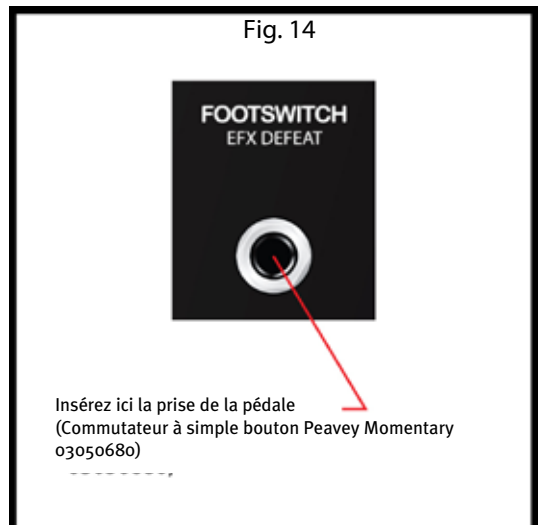 Fig. 14
FOOTSWITCH
EFX DEFEAT
Insérez ici la prise de la pédale
(Commutateur à simple bouton Peavey Momentary
03050680)